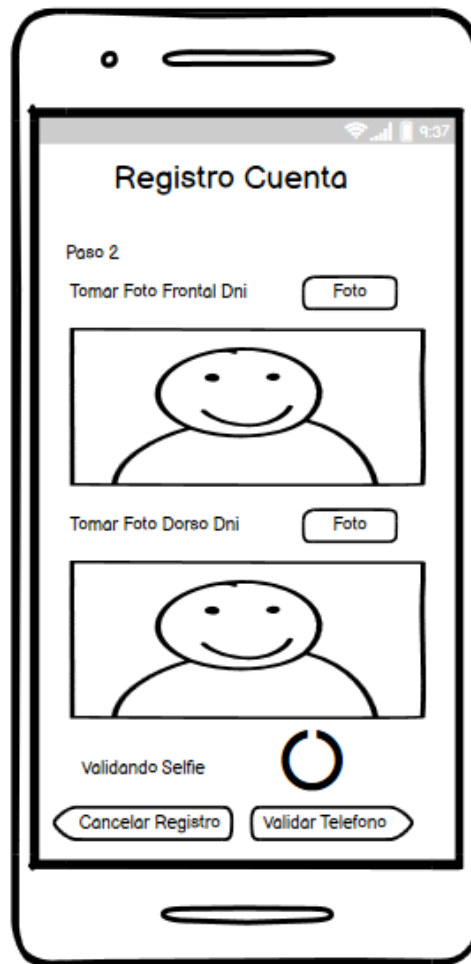 9:37
Registro Cuenta
Paso 2
Tomar Foto Frontal Dni Foto
Tomar Foto Dorso Dni Foto
Validando Selfie
Cancelar Registro Validar Telefono